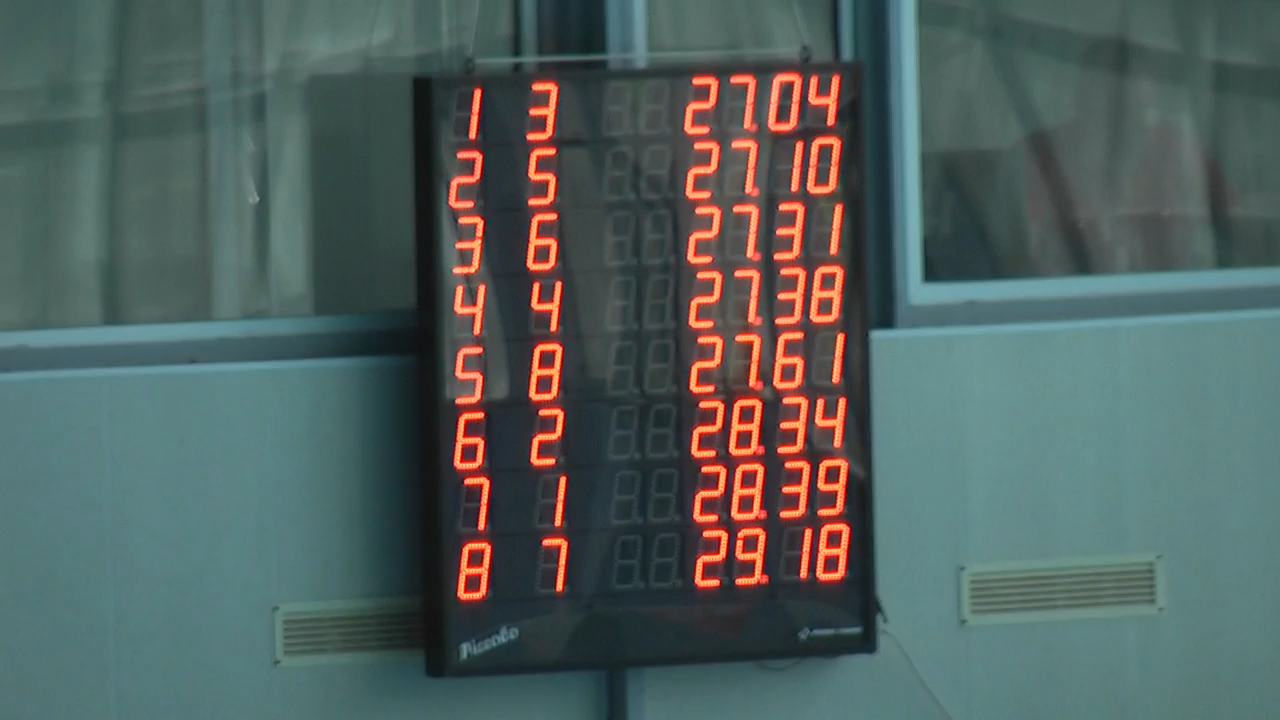 1 3 27.04
2 5 27.10
3 6 27.31
4 4 27.38
5 8 27.61
6 2 28.34
7 1 28.39
8 7 29.18
Piccolo